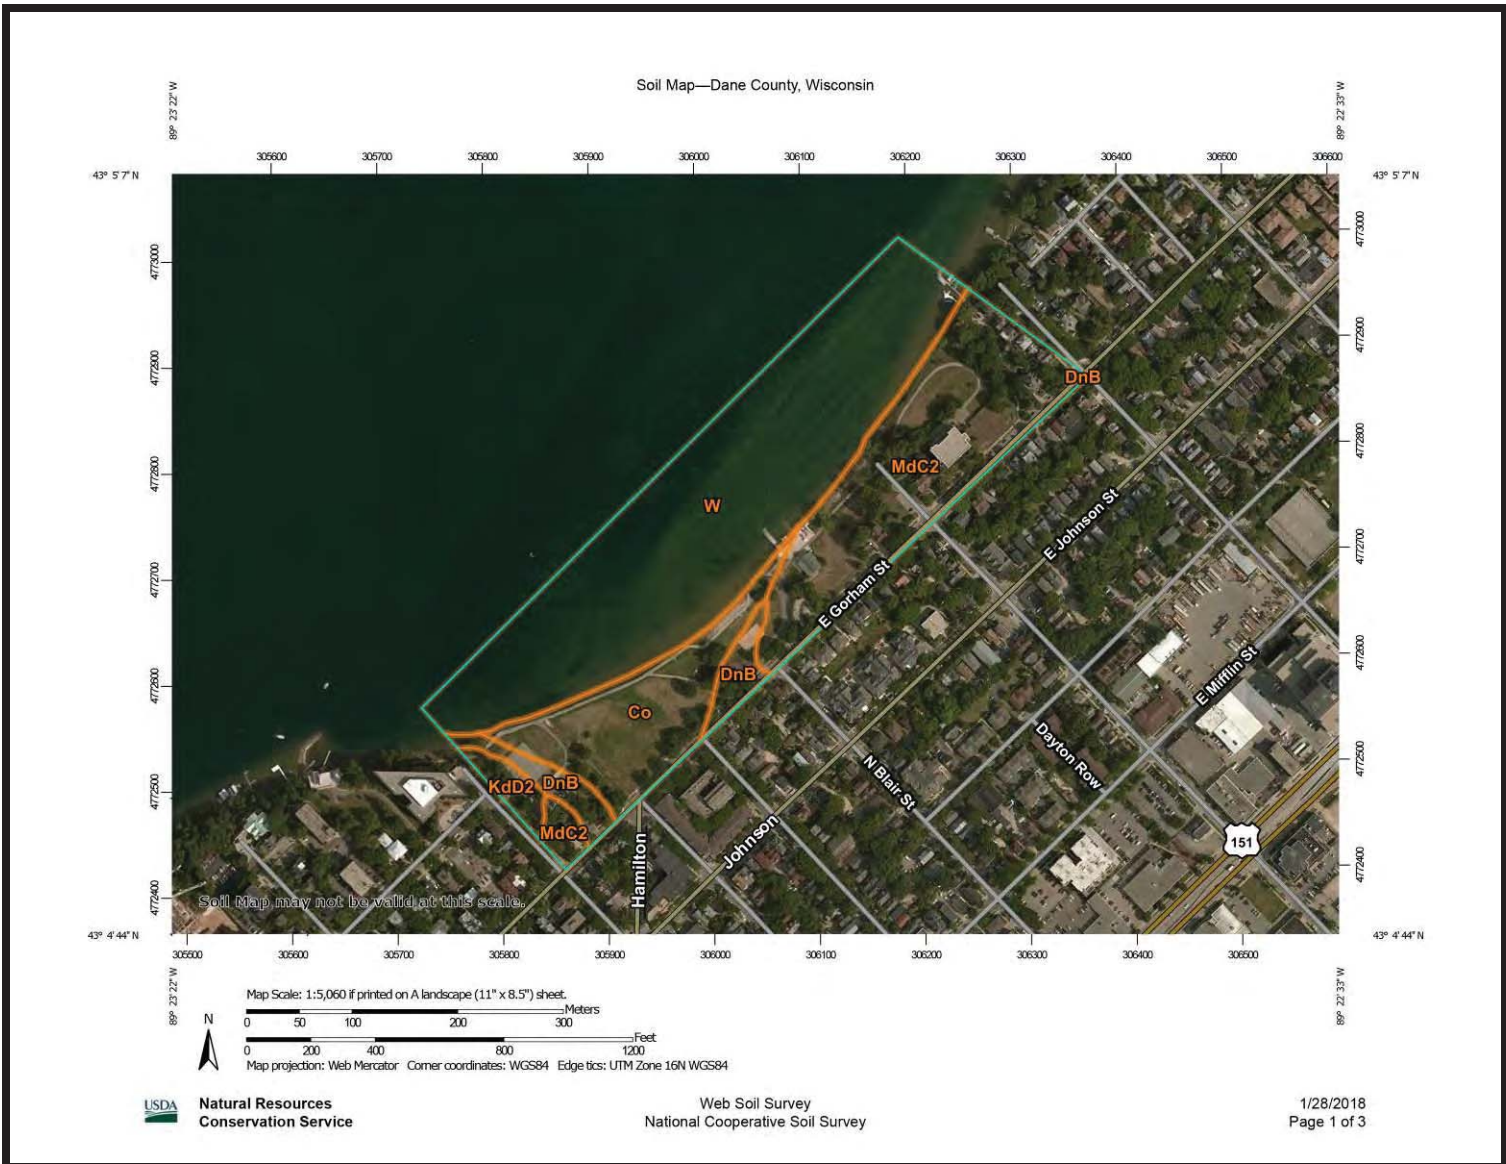 Soil Map—Dane County, Wisconsin
89° 23' 22" W
89° 22' 33" W
305600 305700 305800 305900 306000 306100 306200 306300 306400 306500 306600
43° 5' 7" N
43° 5' 7" N
4773000
4772900
4772800
4772700
4772600
4772500
4772400
4773000
4772900
4772800
4772700
4772600
4772500
4772400
DnB
MdC2
W
E Johnson St
E Gorham St
E Mifflin St
DnB
Co
Dayton Row
N Blair St
KdD2 DnB
MdC2
Johnson
Hamilton
151
Soil Map may not be valid at this scale.
43° 4' 44" N
43° 4' 44" N
305500 305600 305700 305800 305900 306000 306100 306200 306300 306400 306500
89° 23' 22" W
89° 22' 33" W
N
Map Scale: 1:5,060 if printed on A landscape (11" x 8.5") sheet.
Meters
0 50 100 200 300
Feet
0 200 400 800 1200
Map projection: Web Mercator Corner coordinates: WGS84 Edge tics: UTM Zone 16N WGS84
USDA
Natural Resources
Conservation Service
Web Soil Survey
National Cooperative Soil Survey
1/28/2018
Page 1 of 3